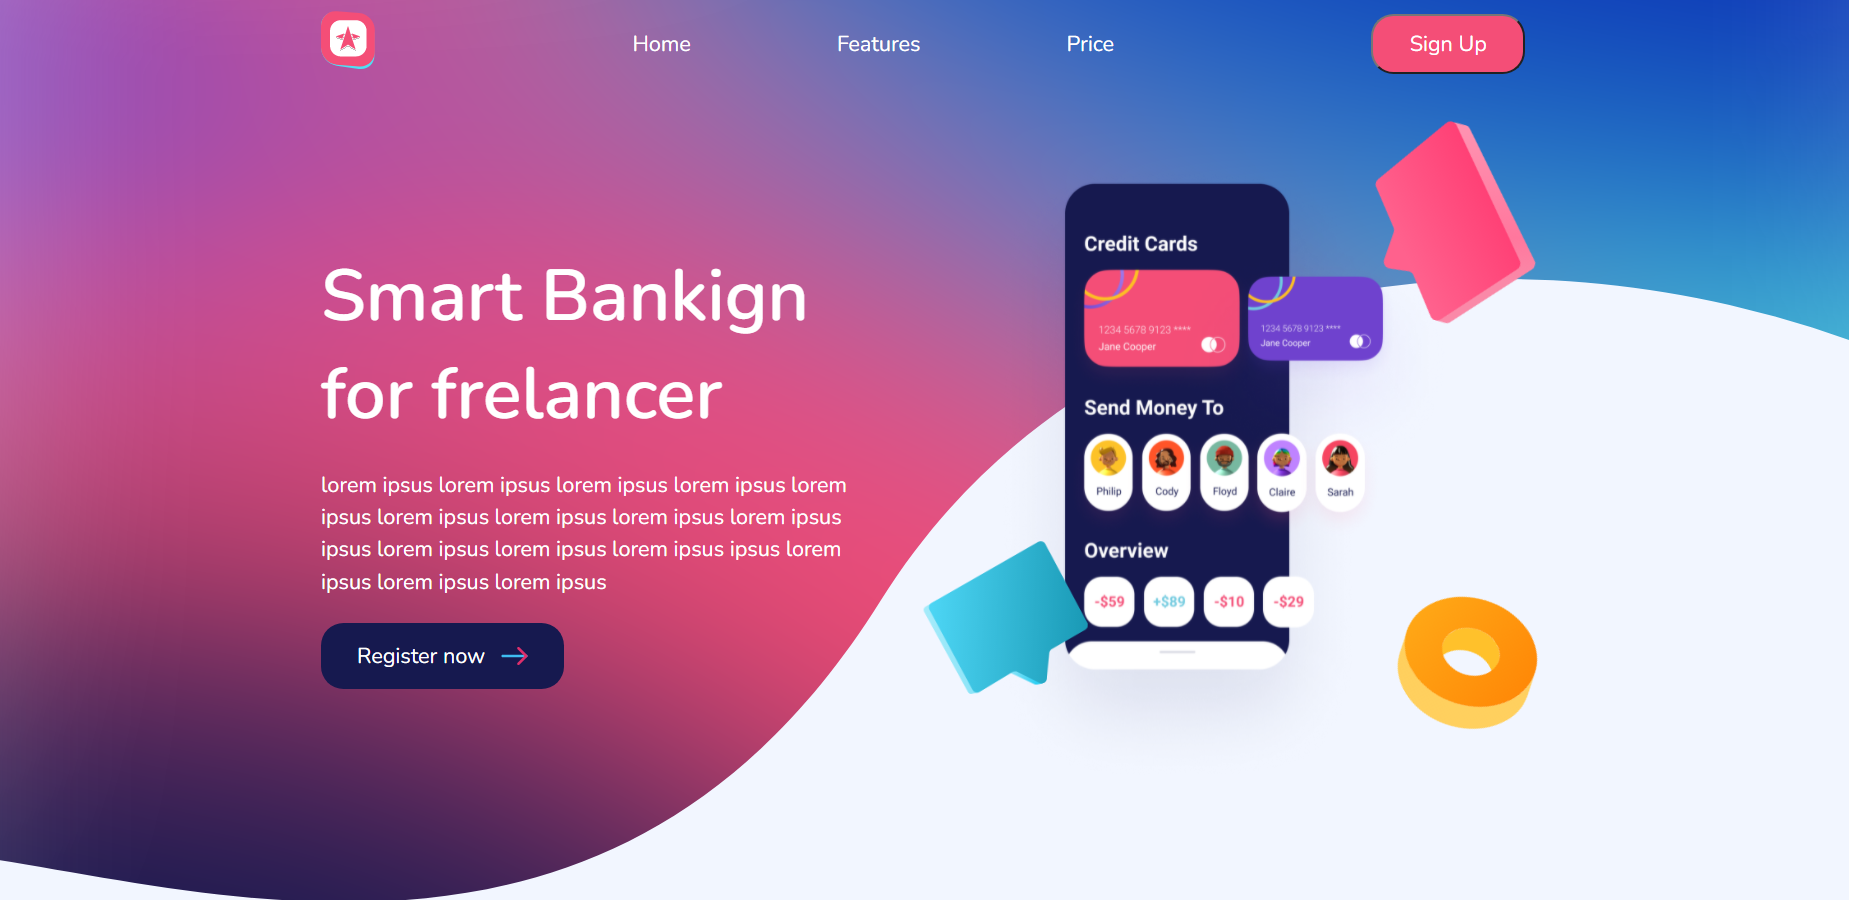 Home Features Price Sign Up
Smart Bankign
for frelancer
lorem ipsus lorem ipsus lorem ipsus lorem ipsus lorem
ipsus lorem ipsus lorem ipsus lorem ipsus lorem ipsus
ipsus lorem ipsus lorem ipsus lorem ipsus ipsus lorem
ipsus lorem ipsus lorem ipsus
Register now
Credit Cards
1234 5678 9123 **** 1234 5678 9123 ****
Jane Cooper Jane Cooper
Send Money To
Philip Cody Floyd Claire Sarah
Overview
-$59 +$89 -$10 -$29